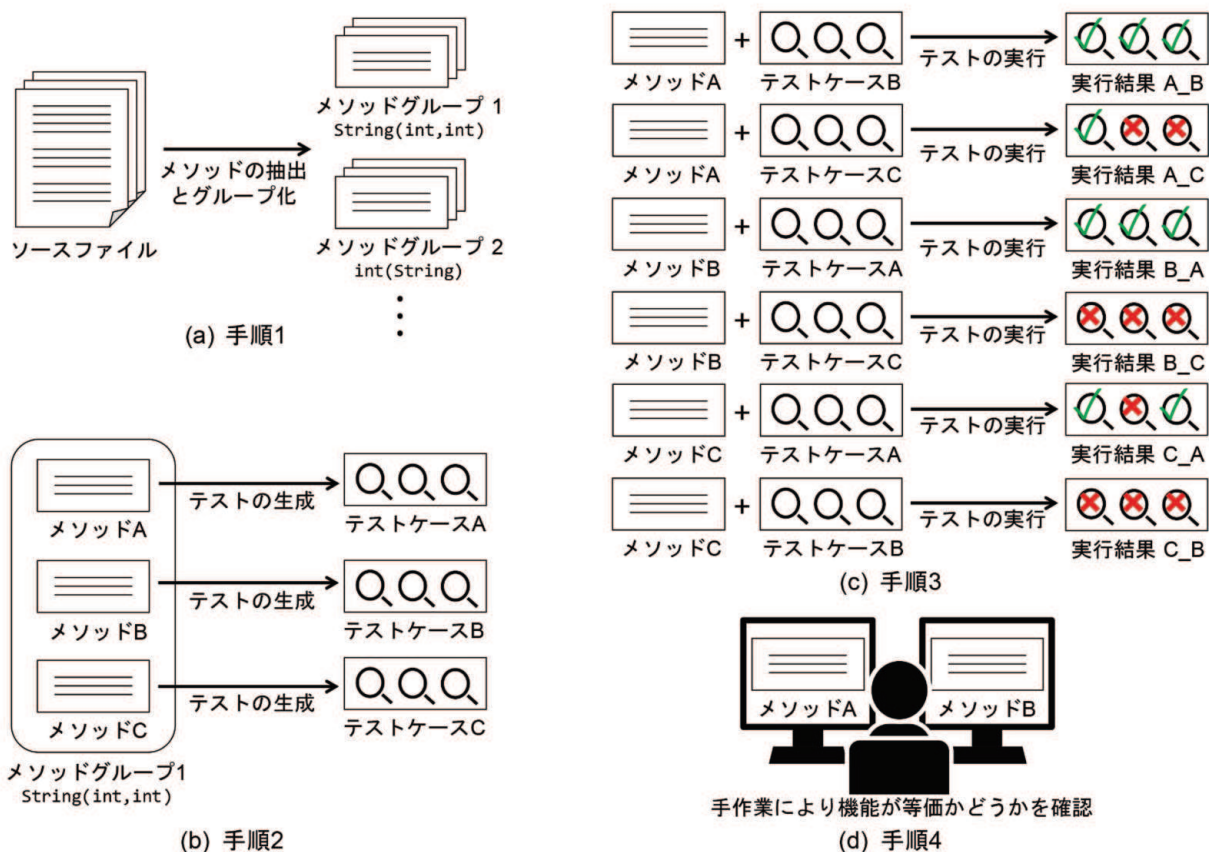 メソッドグループ 1
String(int,int)
メソッドの抽出
とグループ化
ソースファイル
メソッドグループ 2
int(String)
(a) 手順1
メソッドA
テストの生成
テストケースA
メソッドB
テストの生成
テストケースB
メソッドC
テストの生成
テストケースC
メソッドグループ1
String(int,int)
(b) 手順2
+
メソッドA
テストケースB
テストの実行
実行結果 A_B
+
メソッドA
テストケースC
テストの実行
実行結果 A_C
+
メソッドB
テストケースA
テストの実行
実行結果 B_A
+
メソッドB
テストケースC
テストの実行
実行結果 B_C
+
メソッドC
テストケースA
テストの実行
実行結果 C_A
+
メソッドC
テストケースB
テストの実行
実行結果 C_B
(c) 手順3
メソッドA
メソッドB
手作業により機能が等価かどうかを確認
(d) 手順4